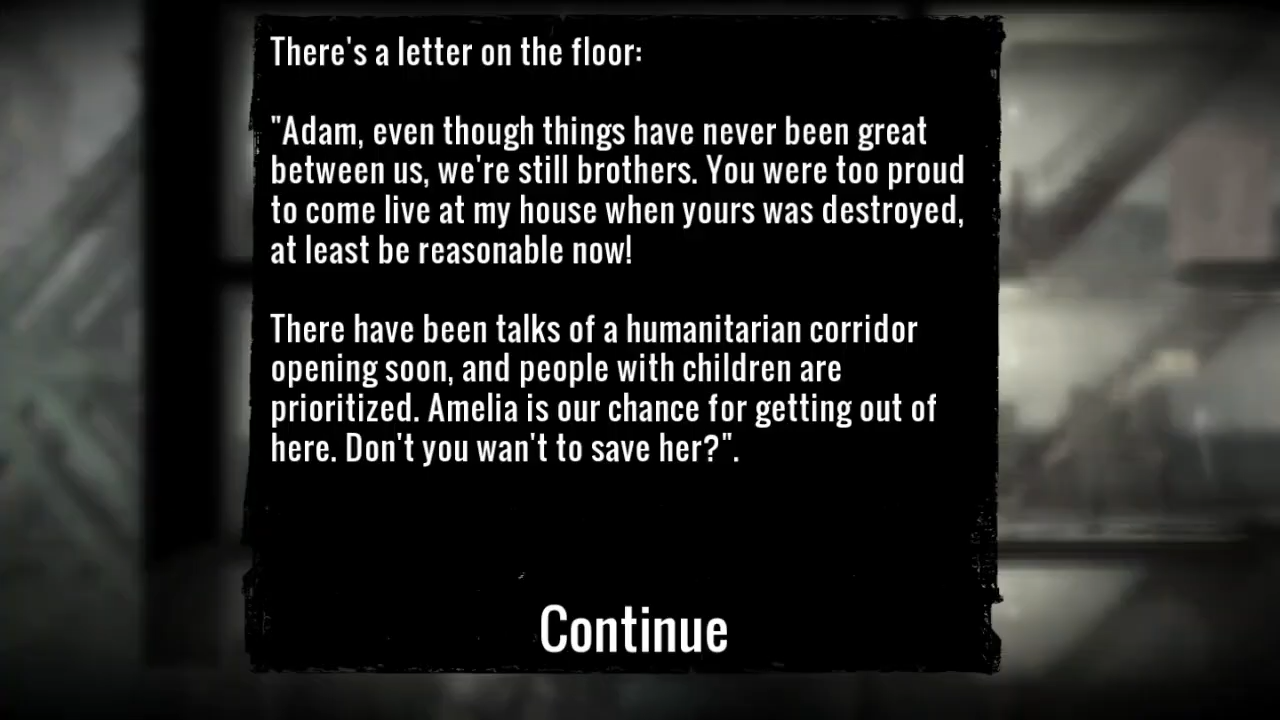 There's a letter on the floor:
"Adam, even though things have never been great
between us, we're still brothers. You were too proud
to come live at my house when yours was destroyed,
at least be reasonable now!
There have been talks of a humanitarian corridor
opening soon, and people with children are
prioritized. Amelia is our chance for getting out of
here. Don't you wan't to save her?".
Continue